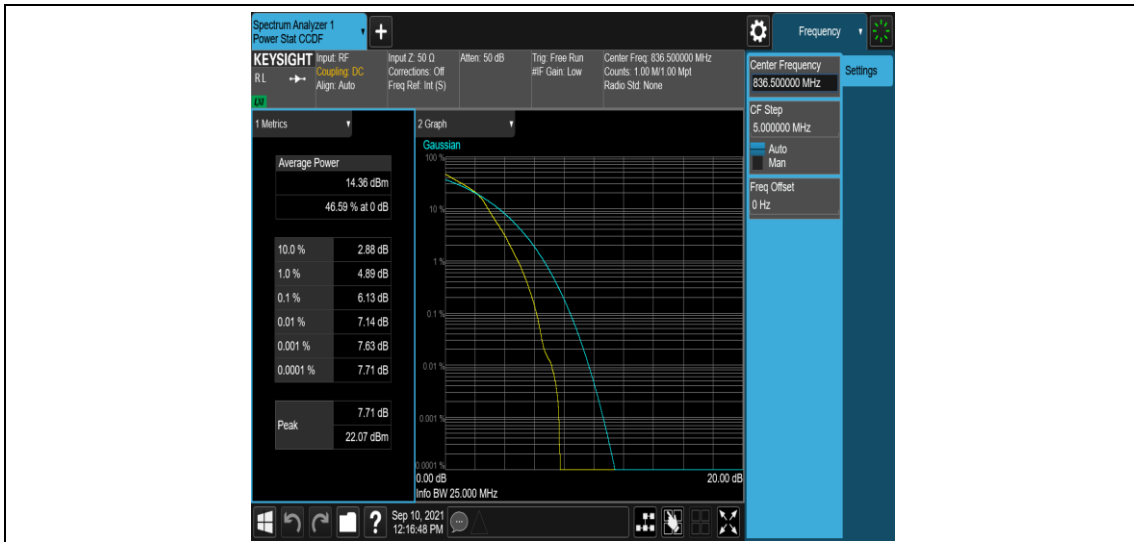 Spectrum Analyzer 1
Power Stat CCDF
+
Frequency
KEYSIGHT
RL
LXI
Input: RF
Coupling: DC
Align: Auto
Input Z: 50 Ω
Corrections: Off
Freq Ref: Int (S)
Atten: 50 dB
Trig: Free Run
#IF Gain: Low
Center Freq: 836.500000 MHz
Counts: 1.00 M/1.00 Mpt
Radio Std: None
Center Frequency
836.500000 MHz
Settings
CF Step
5.000000 MHz
Auto
Man
Freq Offset
0 Hz
1 Metrics
Average Power
14.36 dBm
46.59 % at 0 dB
10.0 % 2.88 dB
1.0 % 4.89 dB
0.1 % 6.13 dB
0.01 % 7.14 dB
0.001 % 7.63 dB
0.0001 % 7.71 dB
Peak
7.71 dB
22.07 dBm
2 Graph
Gaussian
100 %
10 %
1 %
0.1 %
0.01 %
0.001 %
0.0001 %
0.00 dB
20.00 dB
Info BW 25.000 MHz
?
Sep 10, 2021
12:16:48 PM